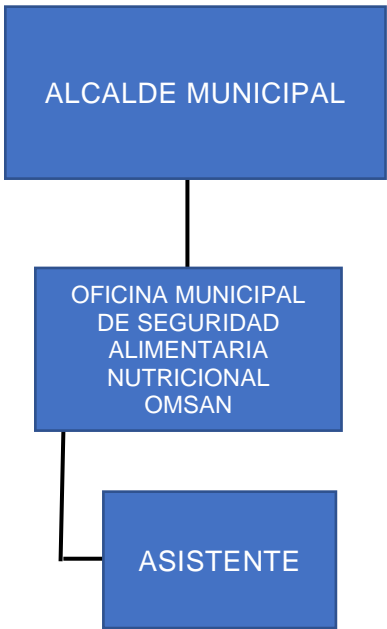 ALCALDE MUNICIPAL
OFICINA MUNICIPAL
DE SEGURIDAD
ALIMENTARIA
NUTRICIONAL
OMSAN
ASISTENTE